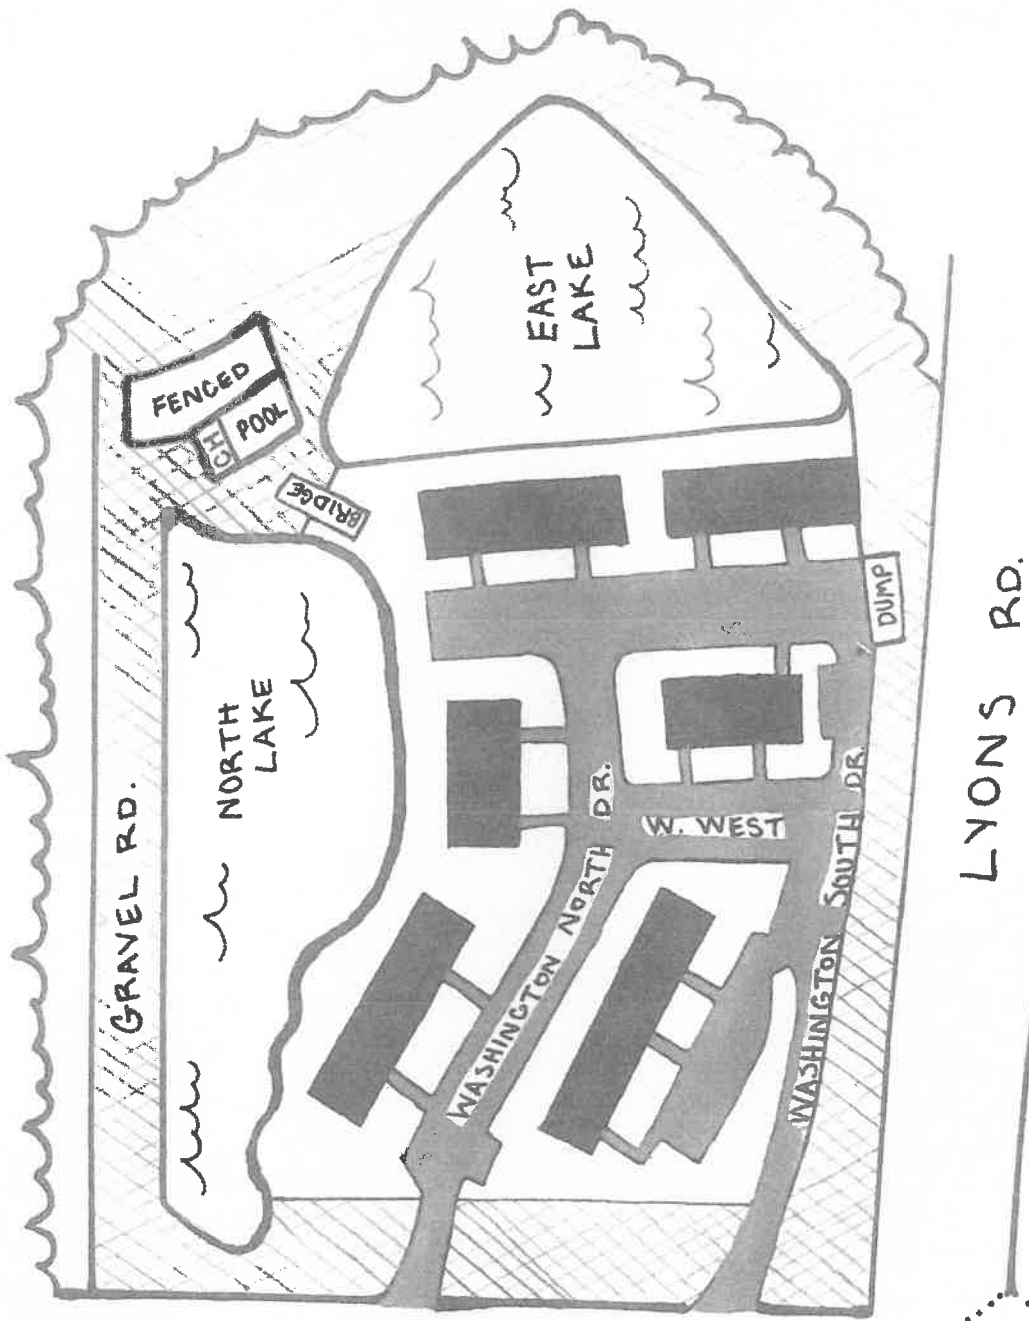 FENCED
CH
POOL
BRIDGE
EAST
LAKE
NORTH
LAKE
GRAVEL RD.
DUMP
W. WEST
WASHINGTON NORTH DR.
WASHINGTON SOUTH DR
LYONS RD.